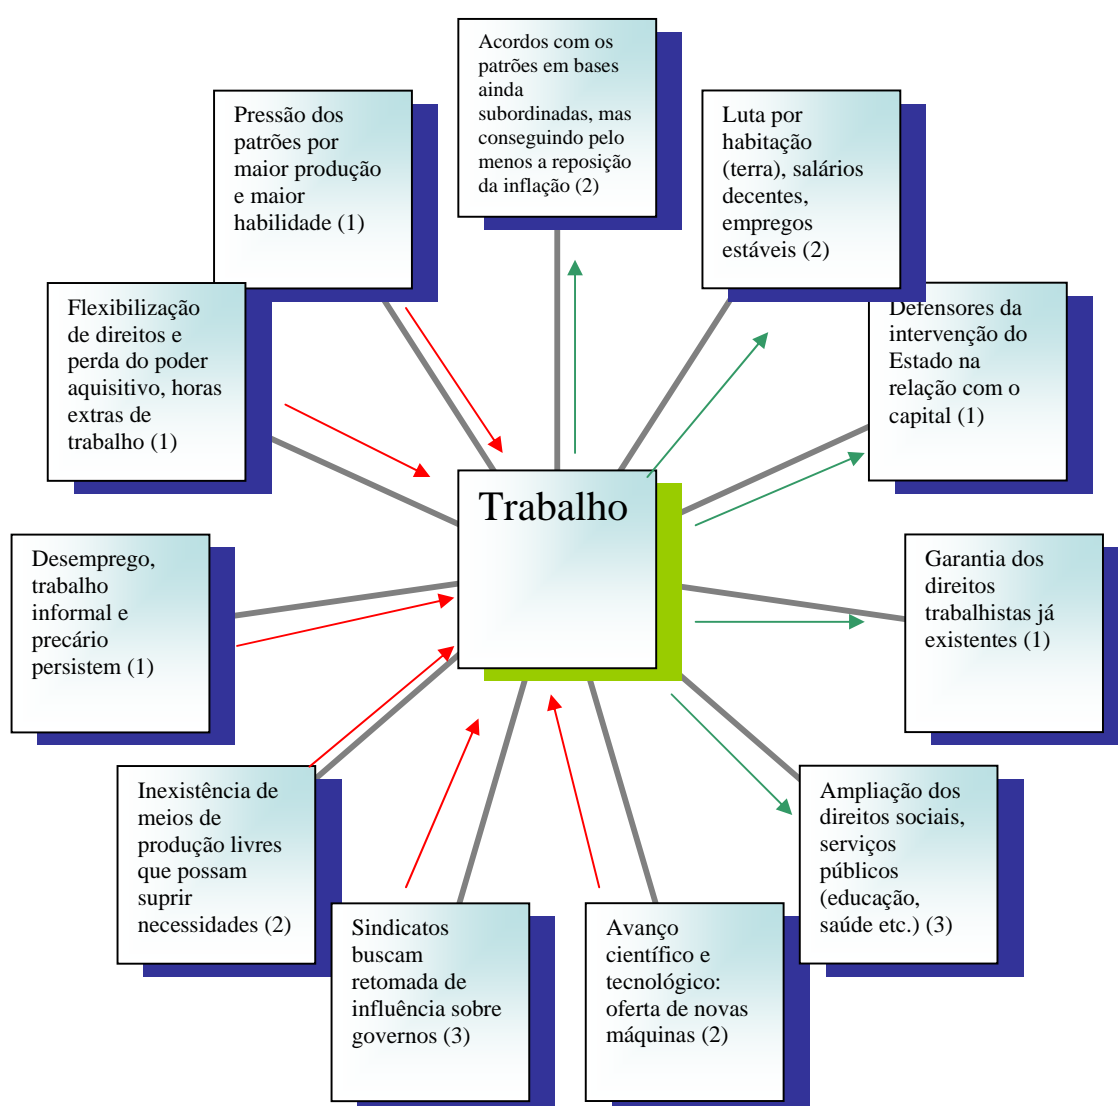 Acordos com os
patrões em bases
ainda
subordinadas, mas
conseguindo pelo
menos a reposição
da inflação (2)
Pressão dos
patrões por
maior produção
e maior
habilidade (1)
Luta por
habitação
(terra), salários
decentes,
empregos
estáveis (2)
Flexibilização
de direitos e
perda do poder
aquisitivo, horas
extras de
trabalho (1)
Defensores da
intervenção do
Estado na
relação com o
capital (1)
Trabalho
Desemprego,
trabalho
informal e
precário
persistem (1)
Garantia dos
direitos
trabalhistas já
existentes (1)
Inexistência de
meios de
produção livres
que possam
suprir
necessidades (2)
Ampliação dos
direitos sociais,
serviços
públicos
(educação,
saúde etc.) (3)
Sindicatos
buscam
retomada de
influência sobre
governos (3)
Avanço
científico e
tecnológico:
oferta de novas
máquinas (2)